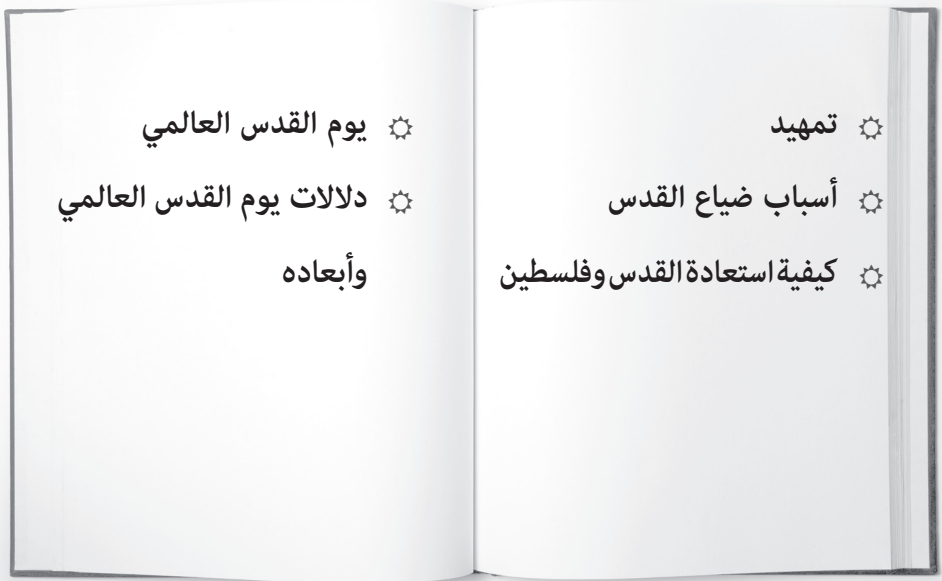 تمهيد
أسباب ضياع القدس
كيفية استعادة القدس وفلسطين
يوم القدس العالمي
دلالات يوم القدس العالمي
وأبعاده